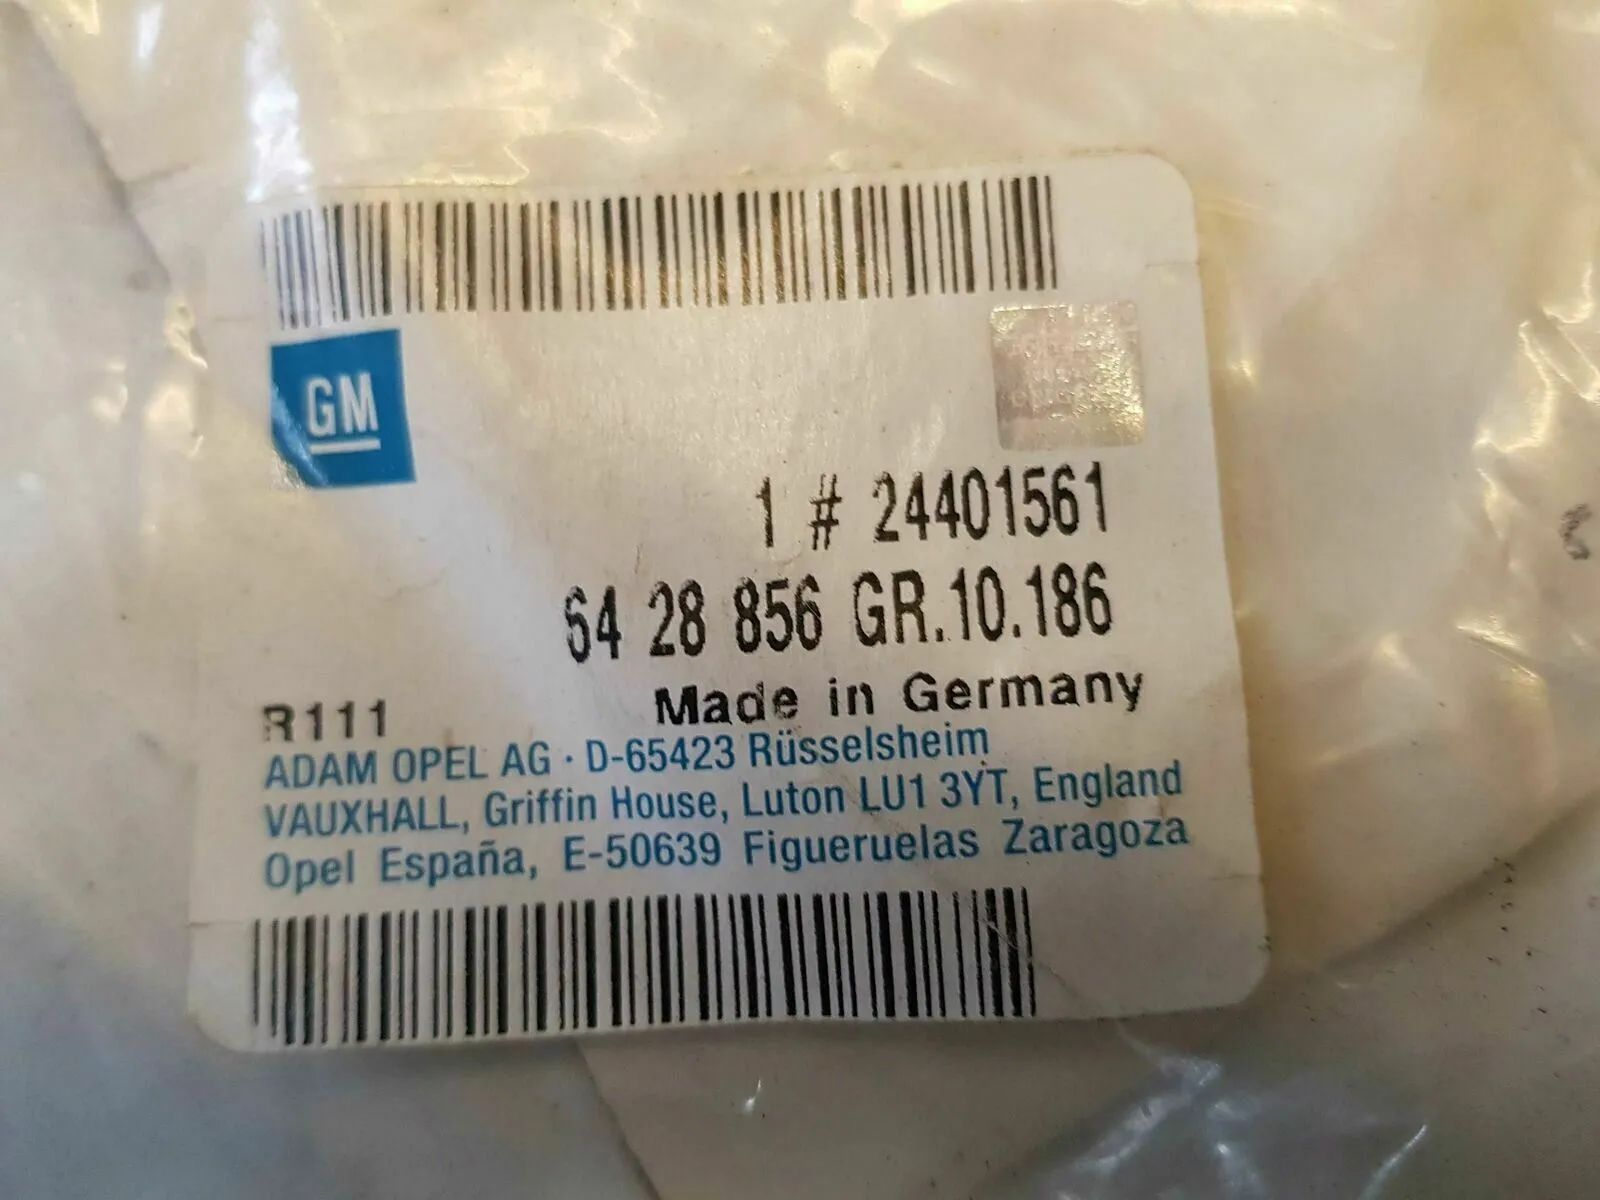 GM
1 # 24401561
64 28 856 GR.10.186
Made in Germany
R111
ADAM OPEL AG · D-65423 Rüsselsheim
VAUXHALL, Griffin House, Luton LU1 3YT, England
Opel España, E-50639 Figueruelas Zaragoza